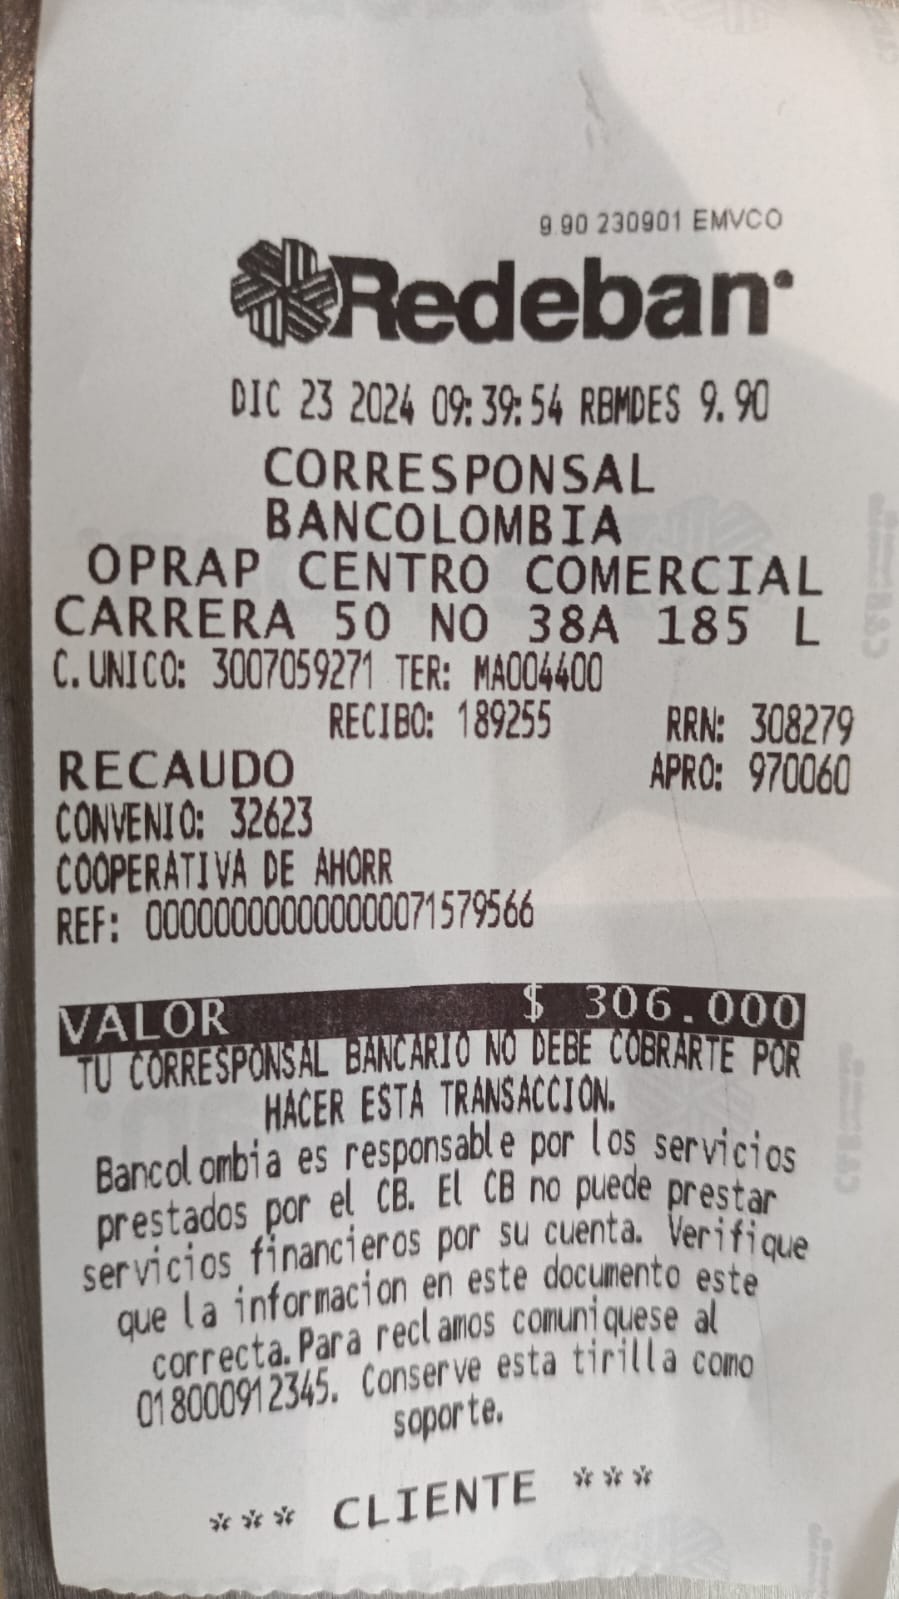 9.90 230901 EMVCO
Redeban
DIC 23 2024 09:39:54 RBMDES 9.90
CORRESPONSAL
BANCOLOMBIA
OPRAP CENTRO COMERCIAL
CARRERA 50 NO 38A 185 L
C. UNICO: 3007059271 TER: MA004400
RECIBO: 189255 RRN: 308279
RECAUDO APRO: 970060
CONVENIO: 32623
COOPERATIVA DE AHORR
REF: 000000000000000071579566
VALOR $ 306.000
TU CORRESPONSAL BANCARIO NO DEBE COBRARTE POR
HACER ESTA TRANSACCION.
Bancolombia es responsable por los servicios
prestados por el CB. El CB no puede prestar
servicios financieros por su cuenta. Verifique
que la informacion en este documento este
correcta. Para reclamos comuniquese al
018000912345. Conserve esta tirilla como
soporte.
*** CLIENTE ***